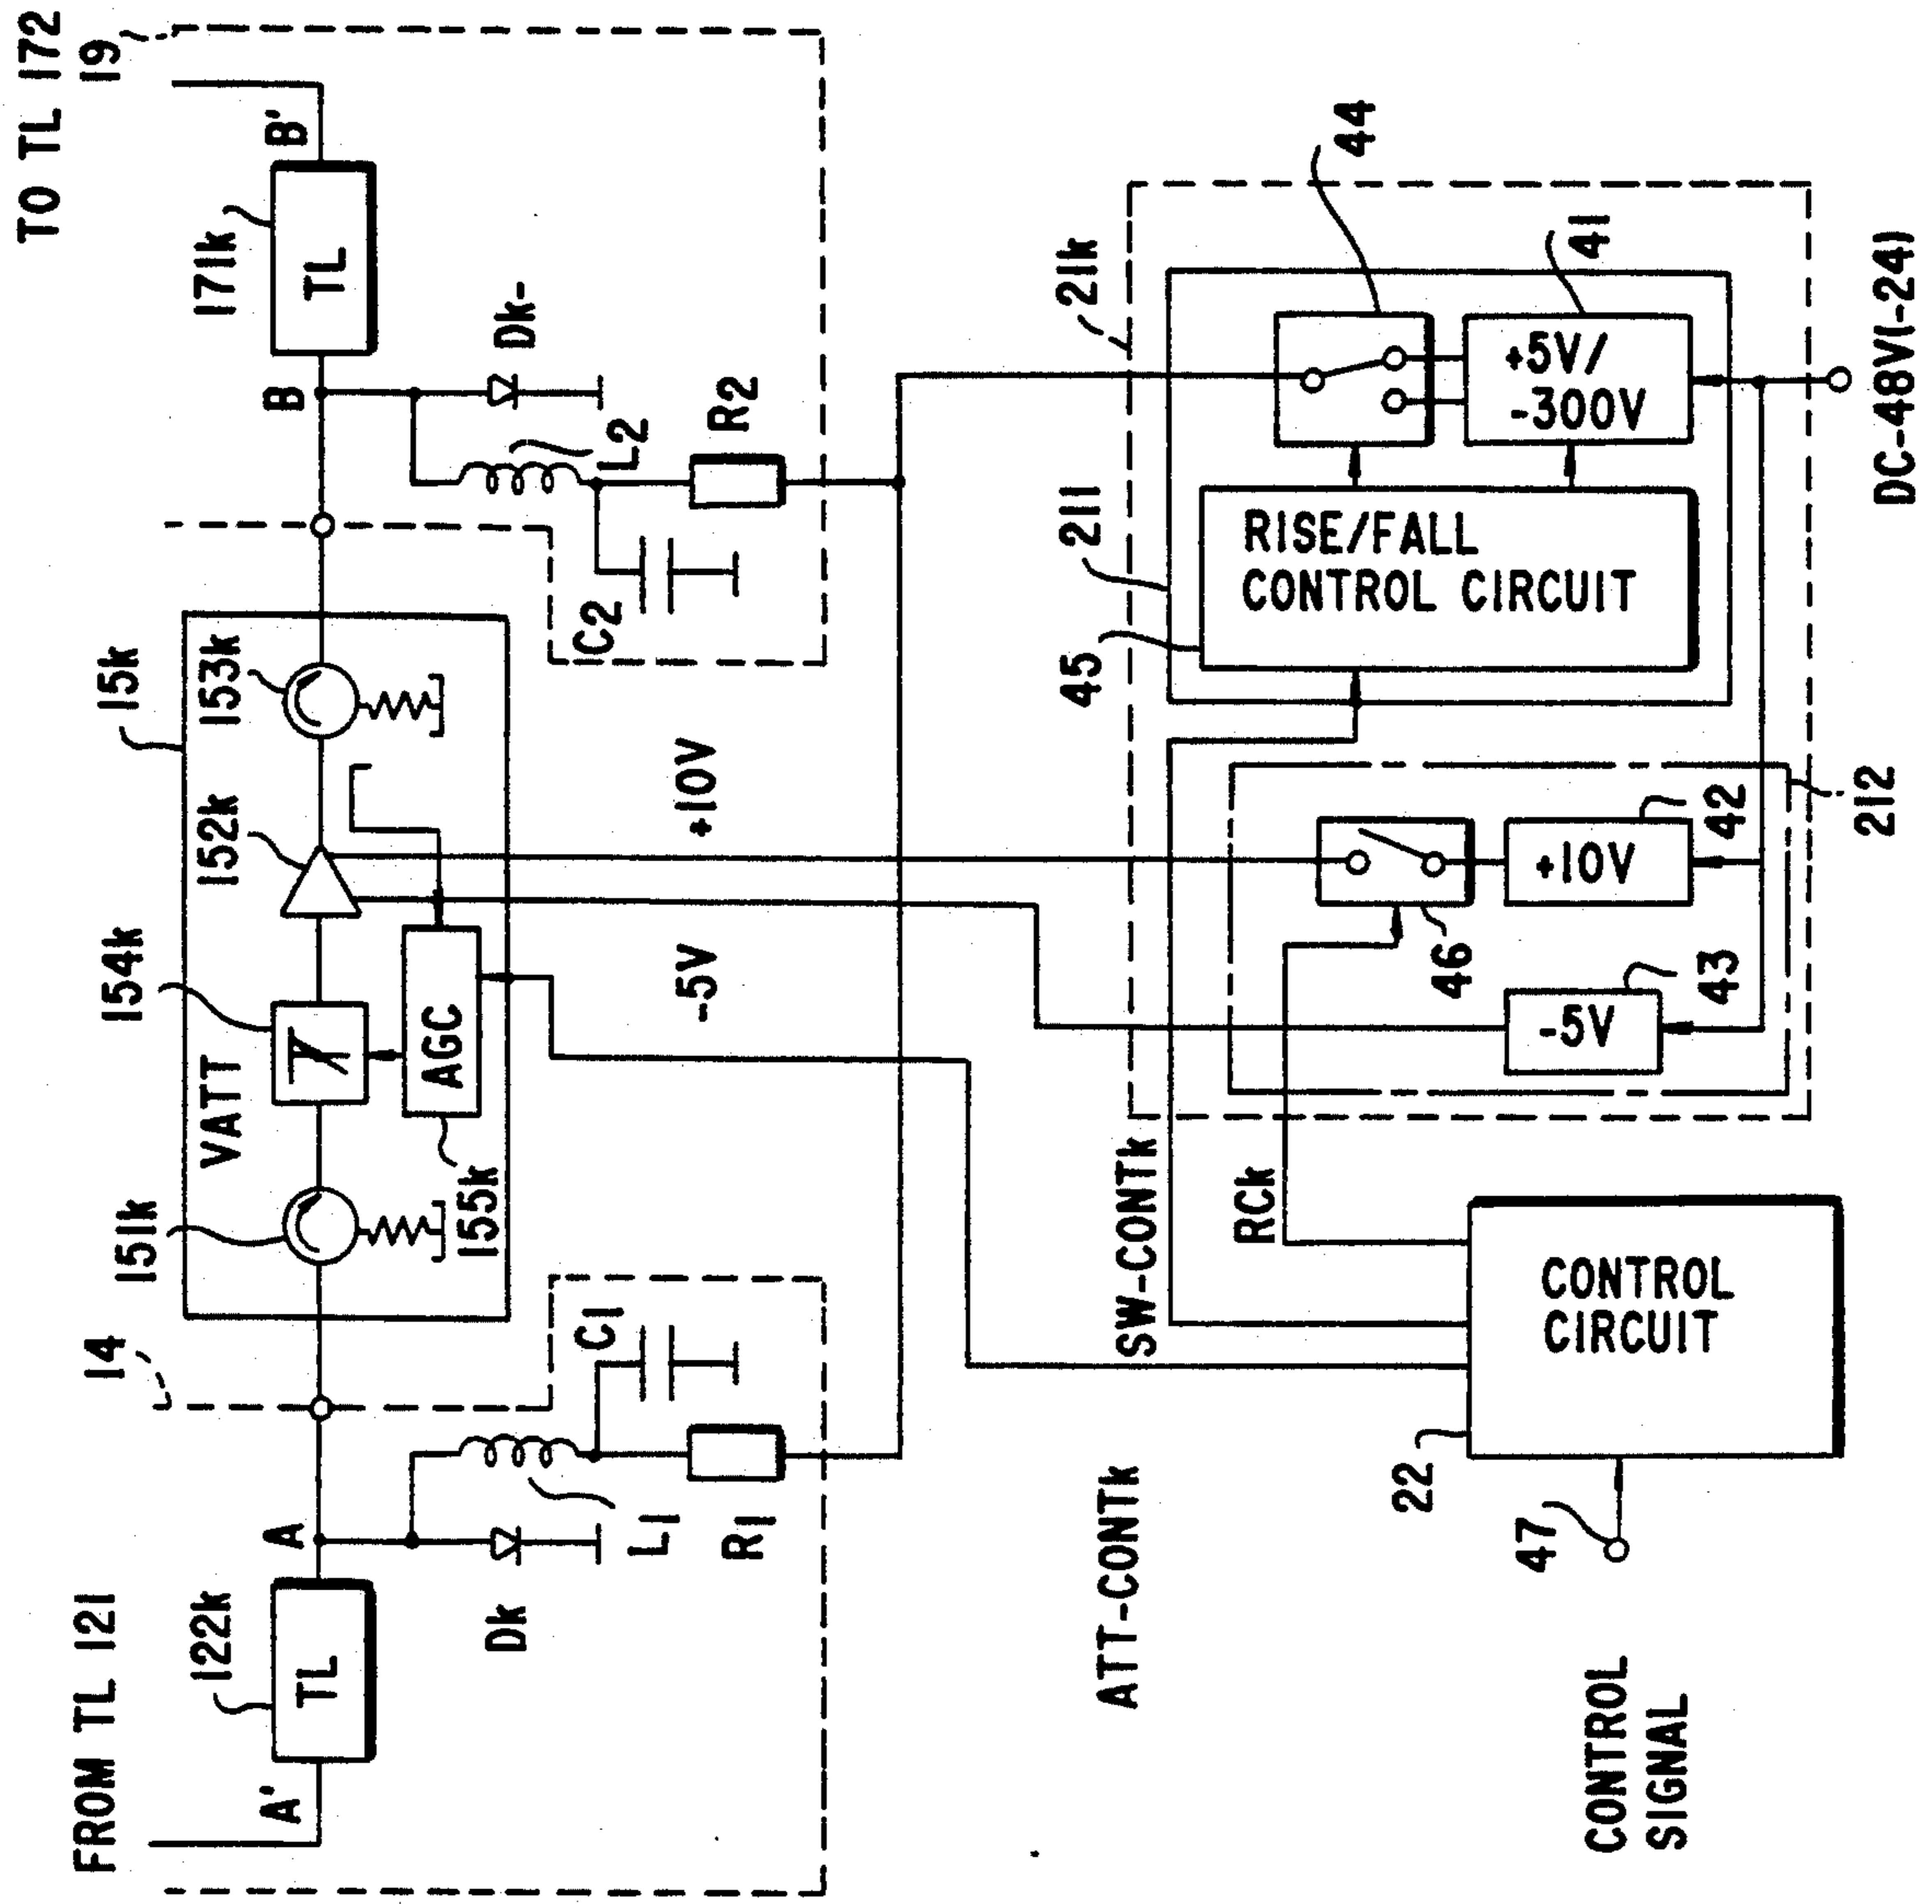 FROM TL 121
TO TL 172
19
A'
122k
TL
A
14
151k
VATT
154k
152k
153k
15k
B
171k
TL
B'
AGC
155k
Dk
L1
C1
R1
C2
L2
R2
Dk-
-5V
+10V
ATT-CONTk
SW-CONTk
RCk
45
211
21k
44
RISE/FALL
CONTROL CIRCUIT
+5V/
-300V
41
46
-5V
43
+10V
42
212
DC-48V(-24)
22
CONTROL
CIRCUIT
47
CONTROL
SIGNAL